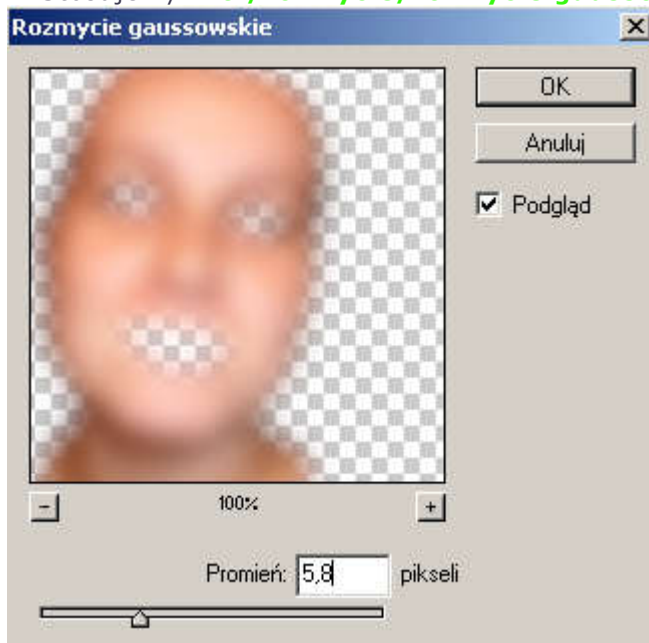 Rozmycie gaussowskie
OK
Anuluj
Podgląd
100%
Promień: 5,8 pikseli